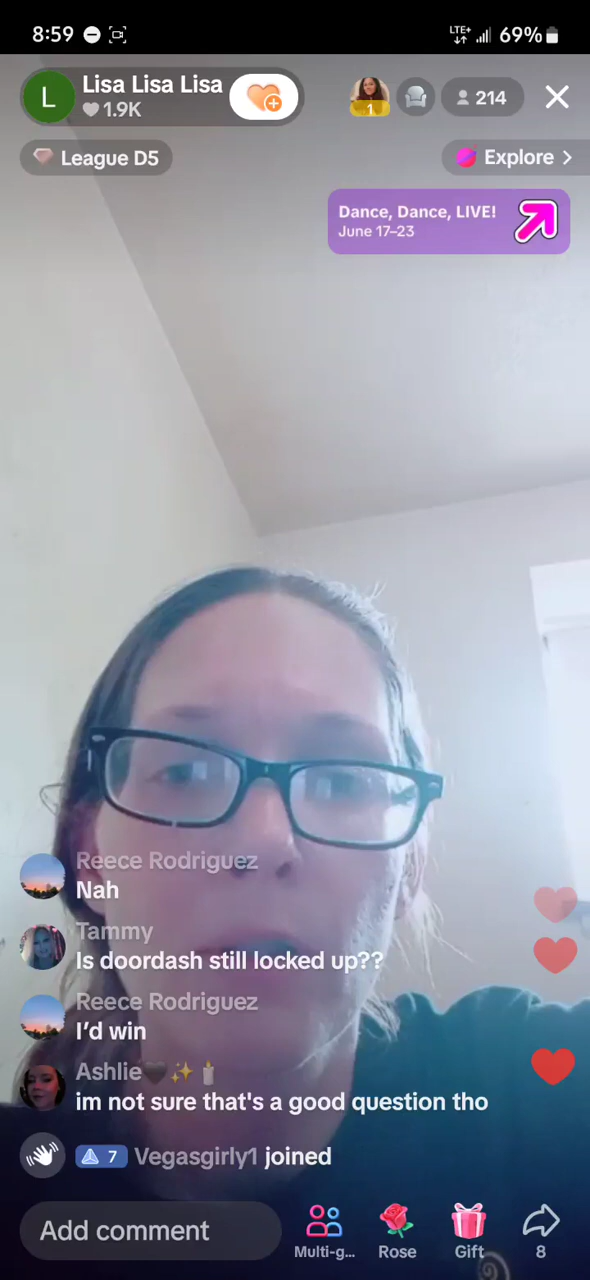 8:59
LTE+
69%
L
Lisa Lisa Lisa
1.9K
1
214
League D5
Explore >
Dance, Dance, LIVE!
June 17–23
Reece Rodriguez
Nah
Tammy
Is doordash still locked up??
Reece Rodriguez
I'd win
Ashlie🖤✨🕯️
im not sure that's a good question tho
7 Vegasgirly1 joined
Add comment
Multi-g...
Rose
Gift
8